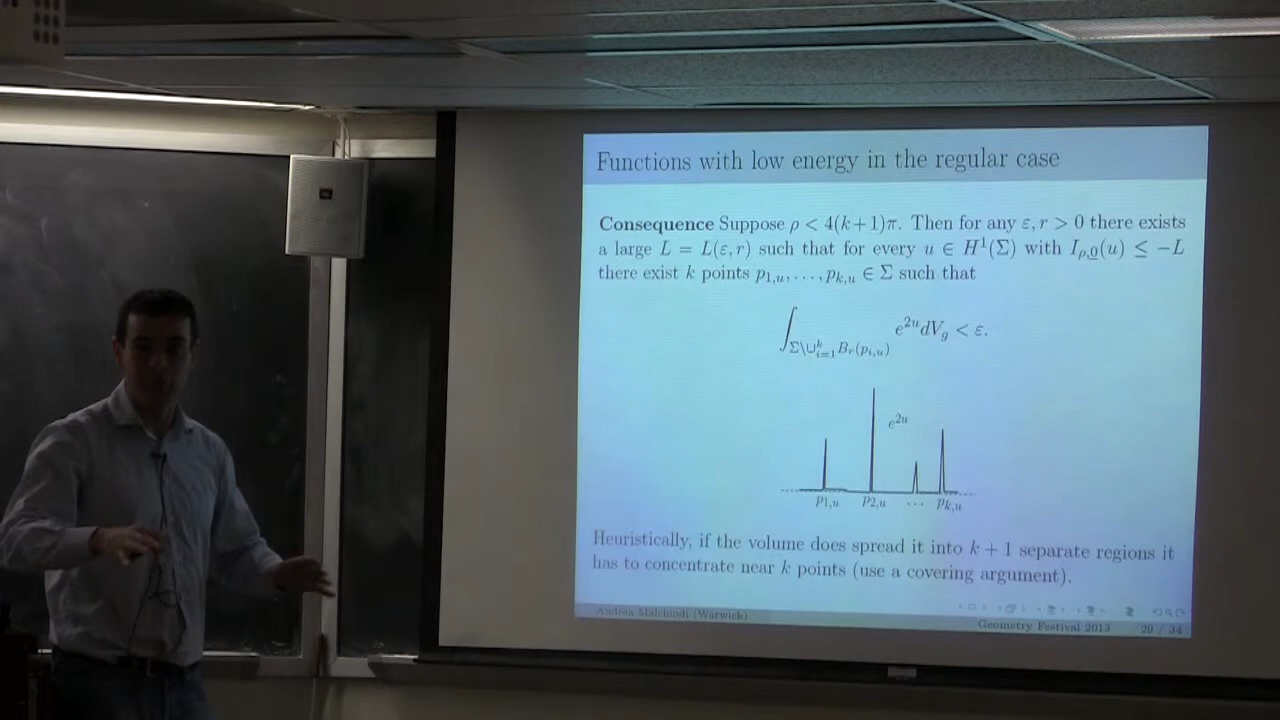 Functions with low energy in the regular case
Consequence Suppose ρ < 4(k+1)π. Then for any ε, r > 0 there exists
a large L = L(ε, r) such that for every u ∈ H¹(Σ) with I_{ρ,0̲}(u) ≤ −L
there exist k points p_{1,u}, . . . , p_{k,u} ∈ Σ such that
∫_{Σ\∪_{i=1}^k B_r(p_{i,u})} e^{2u} dV_g < ε.
e^{2u}
p_{1,u} p_{2,u} ... p_{k,u}
Heuristically, if the volume does spread it into k + 1 separate regions it
has to concentrate near k points (use a covering argument).
Andrea Malchiodi (Warwick) Geometry Festival 2013 29 / 34